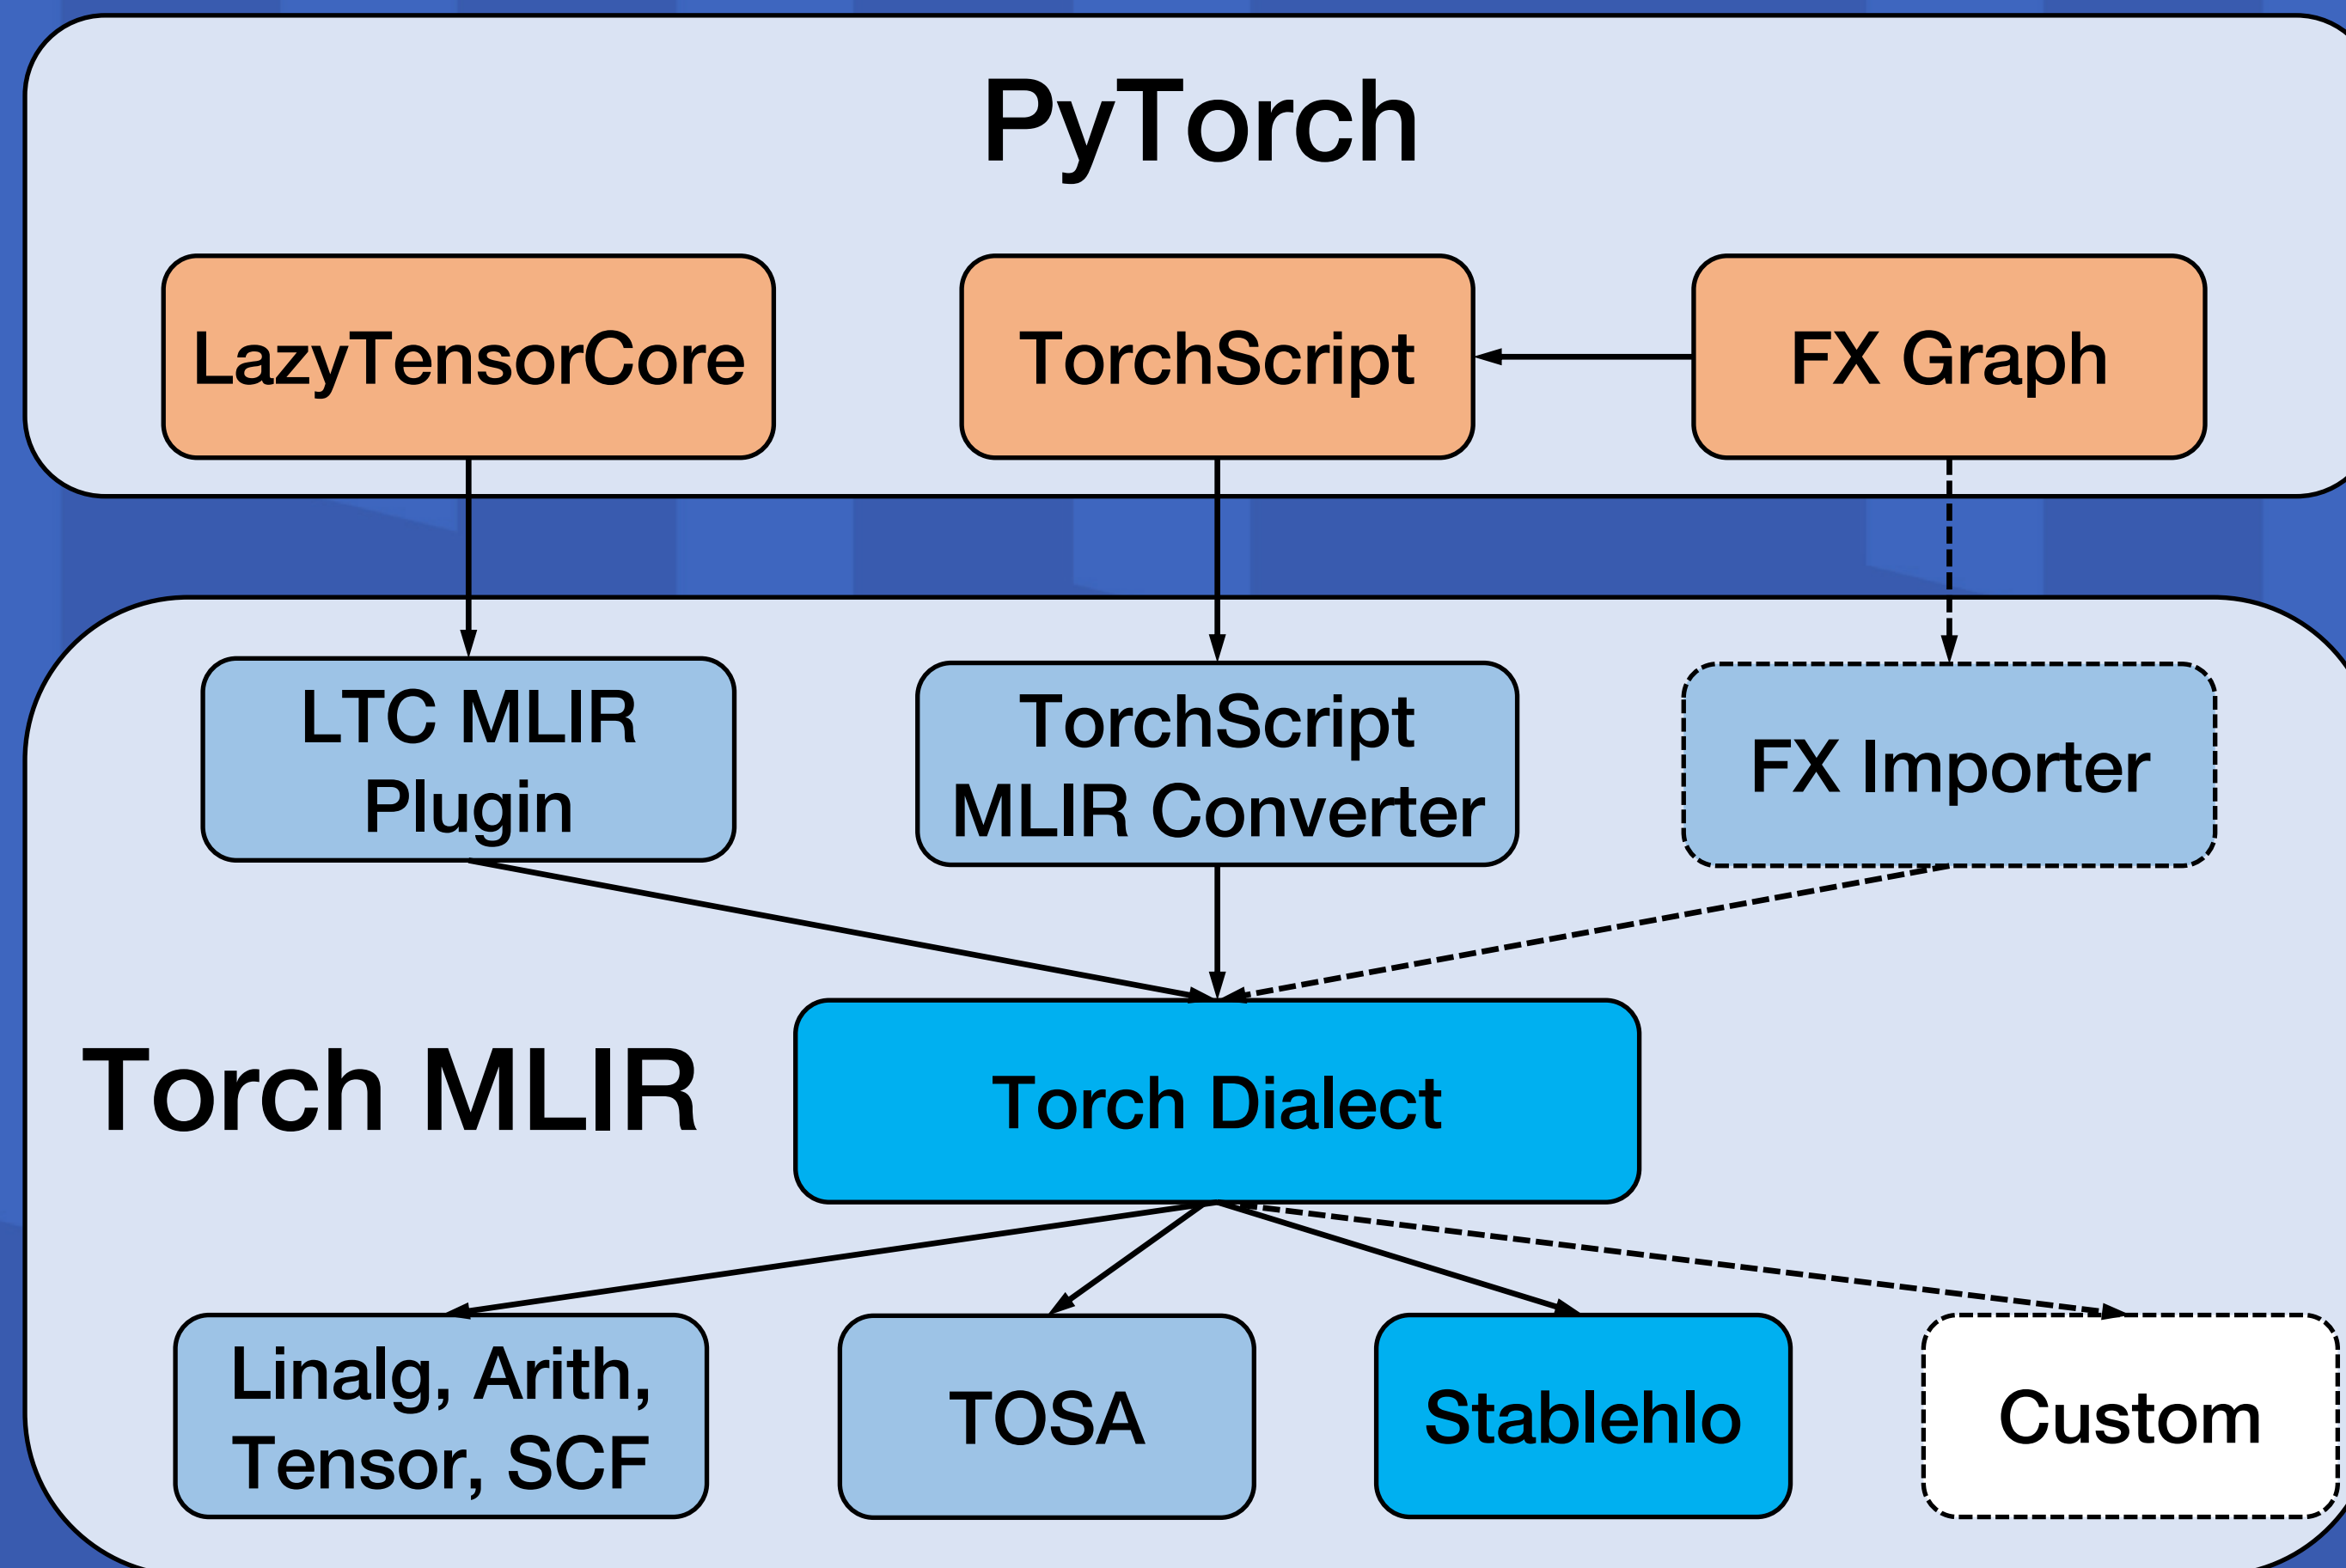 PyTorch
LazyTensorCore
TorchScript
FX Graph
LTC MLIR
Plugin
TorchScript
MLIR Converter
FX Importer
Torch MLIR
Torch Dialect
Linalg, Arith,
Tensor, SCF
TOSA
Stablehlo
Custom